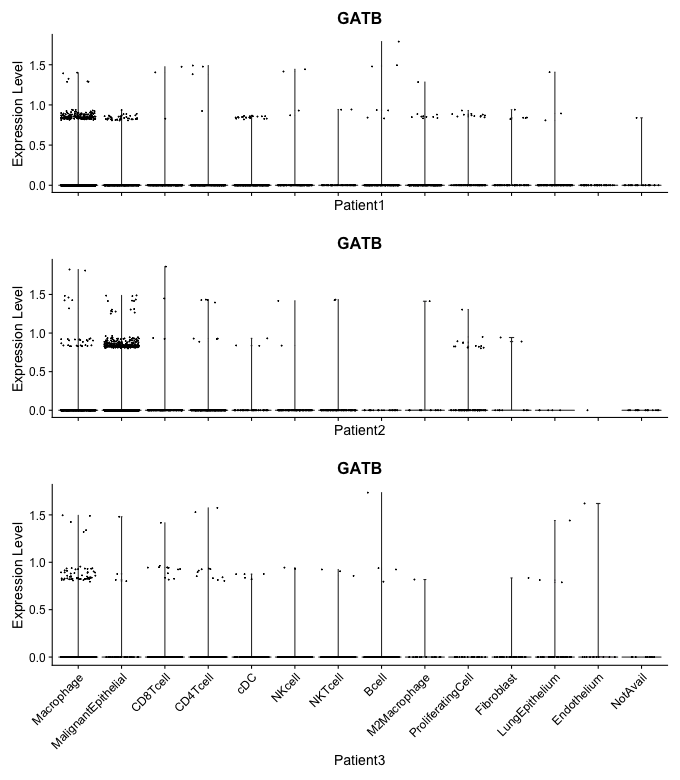 GATB
Expression Level
1.5
1.0
0.5
0.0
Patient1
GATB
Expression Level
1.5
1.0
0.5
0.0
Patient2
GATB
Expression Level
1.5
1.0
0.5
0.0
Macrophage
MalignantEpithelial
CD8Tcell
CD4Tcell
cDC
NKcell
NKTcell
Bcell
M2Macrophage
ProliferatingCell
Fibroblast
LungEpithelium
Endothelium
NotAvail
Patient3